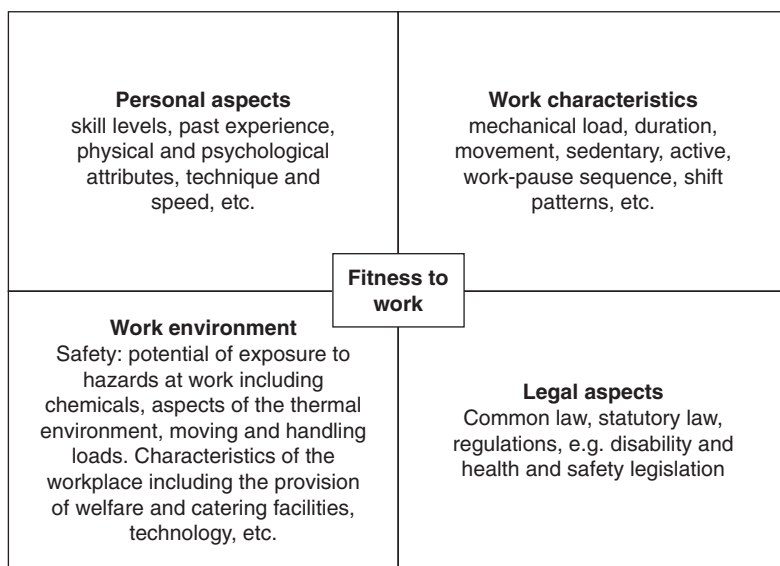 Personal aspects
skill levels, past experience,
physical and psychological
attributes, technique and
speed, etc.
Work characteristics
mechanical load, duration,
movement, sedentary, active,
work-pause sequence, shift
patterns, etc.
Fitness to
work
Work environment
Safety: potential of exposure to
hazards at work including
chemicals, aspects of the thermal
environment, moving and handling
loads. Characteristics of the
workplace including the provision
of welfare and catering facilities,
technology, etc.
Legal aspects
Common law, statutory law,
regulations, e.g. disability and
health and safety legislation